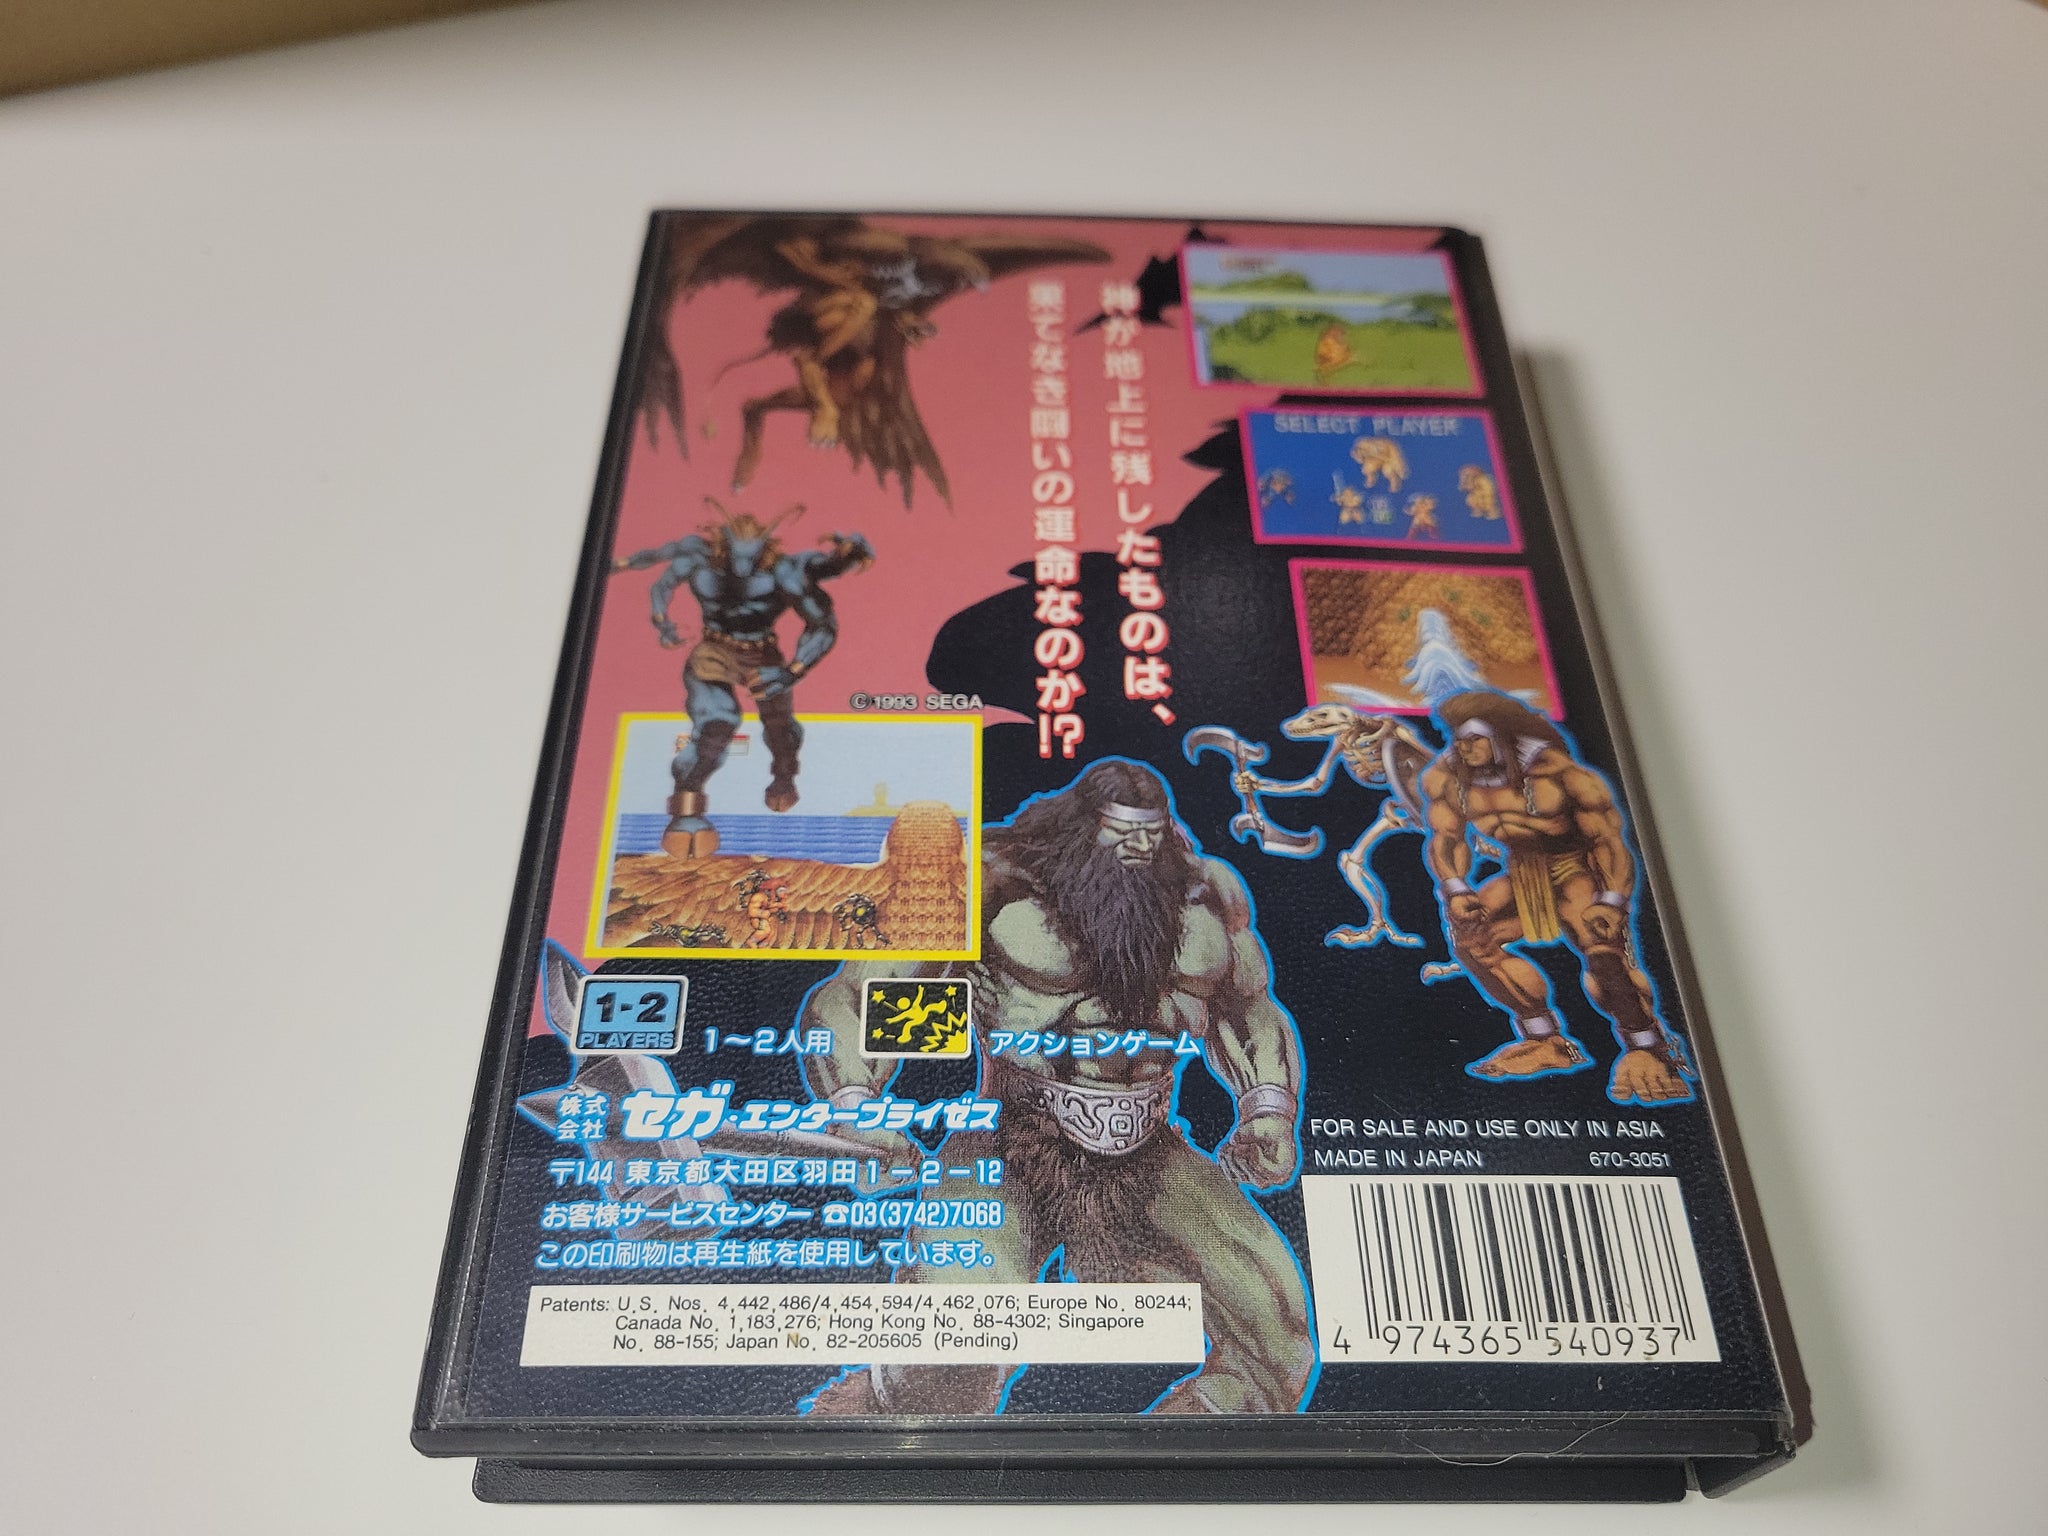 神が地上に残したものは、
果てなき闘いの運命なのか!?
SELECT PLAYER
©1993 SEGA
1-2
PLAYERS
1〜2人用
アクションゲーム
株式会社 セガ・エンタープライゼス
〒144 東京都大田区羽田1-2-12
お客様サービスセンター ☎03(3742)7068
この印刷物は再生紙を使用しています。
Patents: U.S. Nos. 4,442,486/4,454,594/4,462,076; Europe No. 80244;
Canada No. 1,183,276; Hong Kong No. 88-4302; Singapore
No. 88-155; Japan No. 82-205605 (Pending)
FOR SALE AND USE ONLY IN ASIA
MADE IN JAPAN 670-3051
4 974365 540937